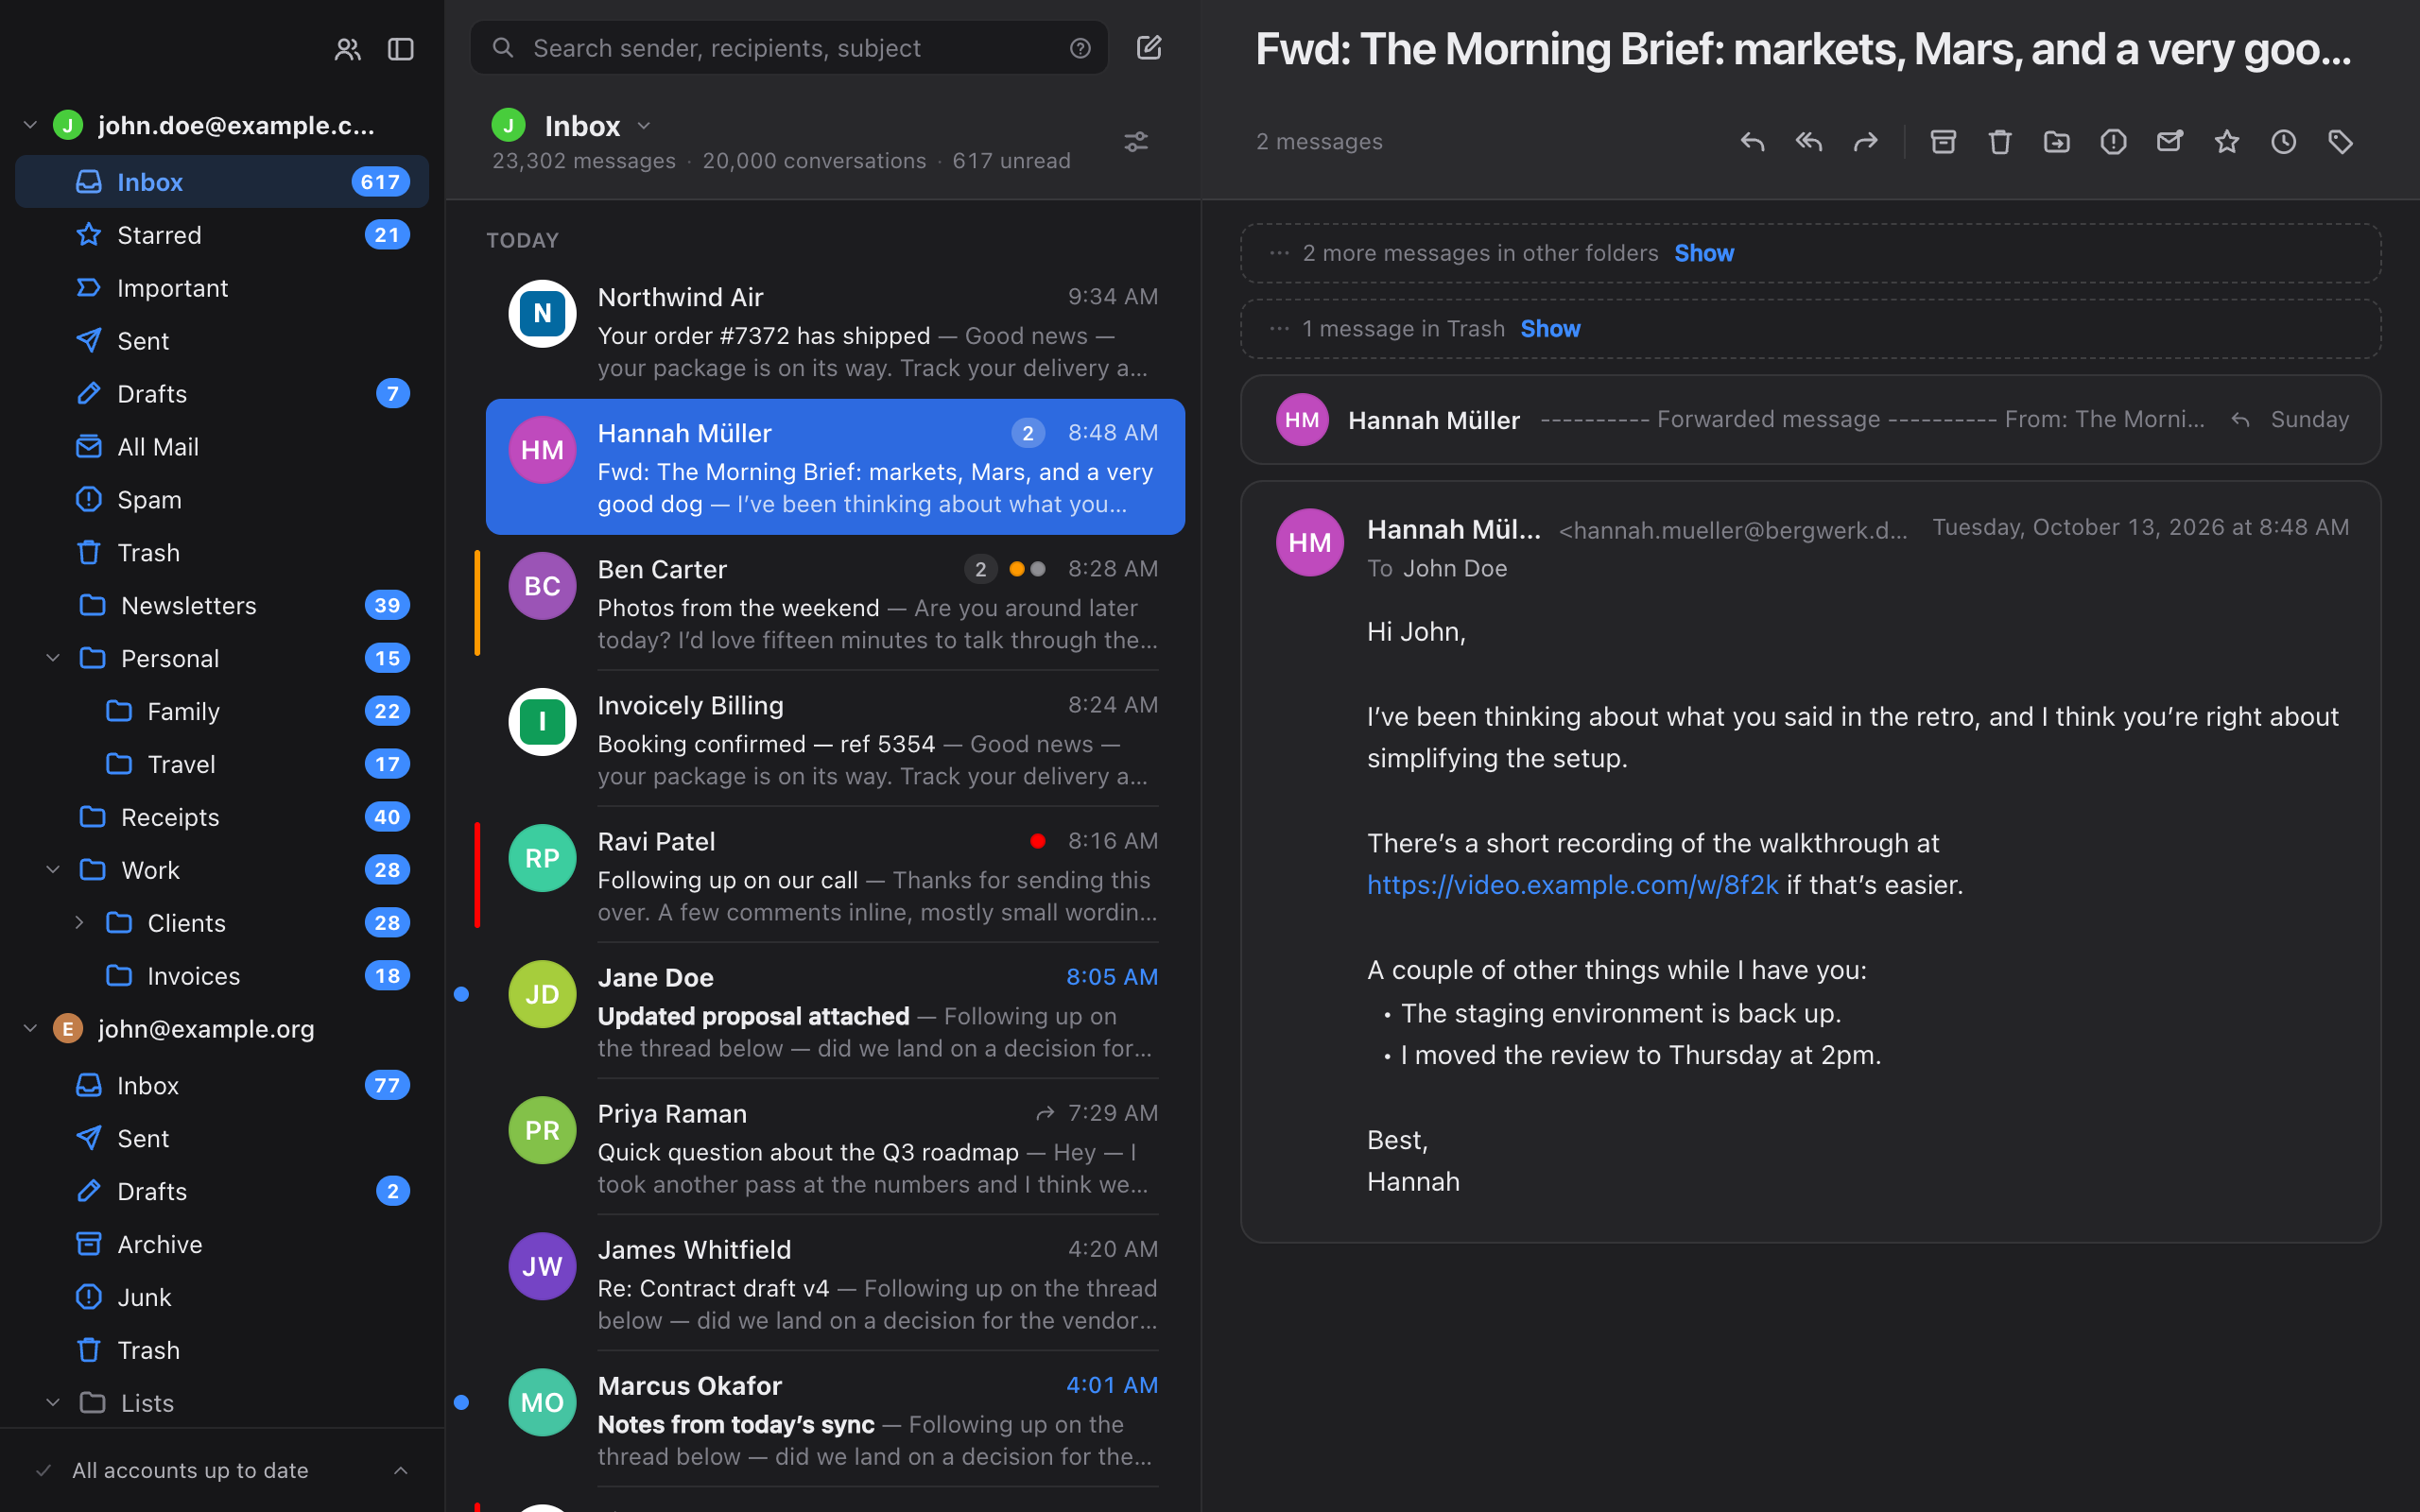 J john.doe@example.c...
Inbox 617
Starred 21
Important
Sent
Drafts 7
All Mail
Spam
Trash
Newsletters 39
Personal 15
Family 22
Travel 17
Receipts 40
Work 28
Clients 28
Invoices 18
E john@example.org
Inbox 77
Sent
Drafts 2
Archive
Junk
Trash
Lists
All accounts up to date
Search sender, recipients, subject
J Inbox
23,302 messages · 20,000 conversations · 617 unread
TODAY
N Northwind Air 9:34 AM
Your order #7372 has shipped — Good news —
your package is on its way. Track your delivery a...
HM Hannah Müller 2 8:48 AM
Fwd: The Morning Brief: markets, Mars, and a very
good dog — I’ve been thinking about what you...
BC Ben Carter 2 8:28 AM
Photos from the weekend — Are you around later
today? I’d love fifteen minutes to talk through the...
I Invoicely Billing 8:24 AM
Booking confirmed — ref 5354 — Good news —
your package is on its way. Track your delivery a...
RP Ravi Patel 8:16 AM
Following up on our call — Thanks for sending this
over. A few comments inline, mostly small wordin...
JD Jane Doe 8:05 AM
Updated proposal attached — Following up on
the thread below — did we land on a decision for...
PR Priya Raman 7:29 AM
Quick question about the Q3 roadmap — Hey — I
took another pass at the numbers and I think we...
JW James Whitfield 4:20 AM
Re: Contract draft v4 — Following up on the thread
below — did we land on a decision for the vendor...
MO Marcus Okafor 4:01 AM
Notes from today’s sync — Following up on the
thread below — did we land on a decision for the...
Fwd: The Morning Brief: markets, Mars, and a very goo...
2 messages
··· 2 more messages in other folders Show
··· 1 message in Trash Show
HM Hannah Müller ---------- Forwarded message ---------- From: The Morni... Sunday
HM Hannah Mül... <hannah.mueller@bergwerk.d... Tuesday, October 13, 2026 at 8:48 AM
To John Doe
Hi John,
I’ve been thinking about what you said in the retro, and I think you’re right about
simplifying the setup.
There’s a short recording of the walkthrough at
https://video.example.com/w/8f2k if that’s easier.
A couple of other things while I have you:
• The staging environment is back up.
• I moved the review to Thursday at 2pm.
Best,
Hannah